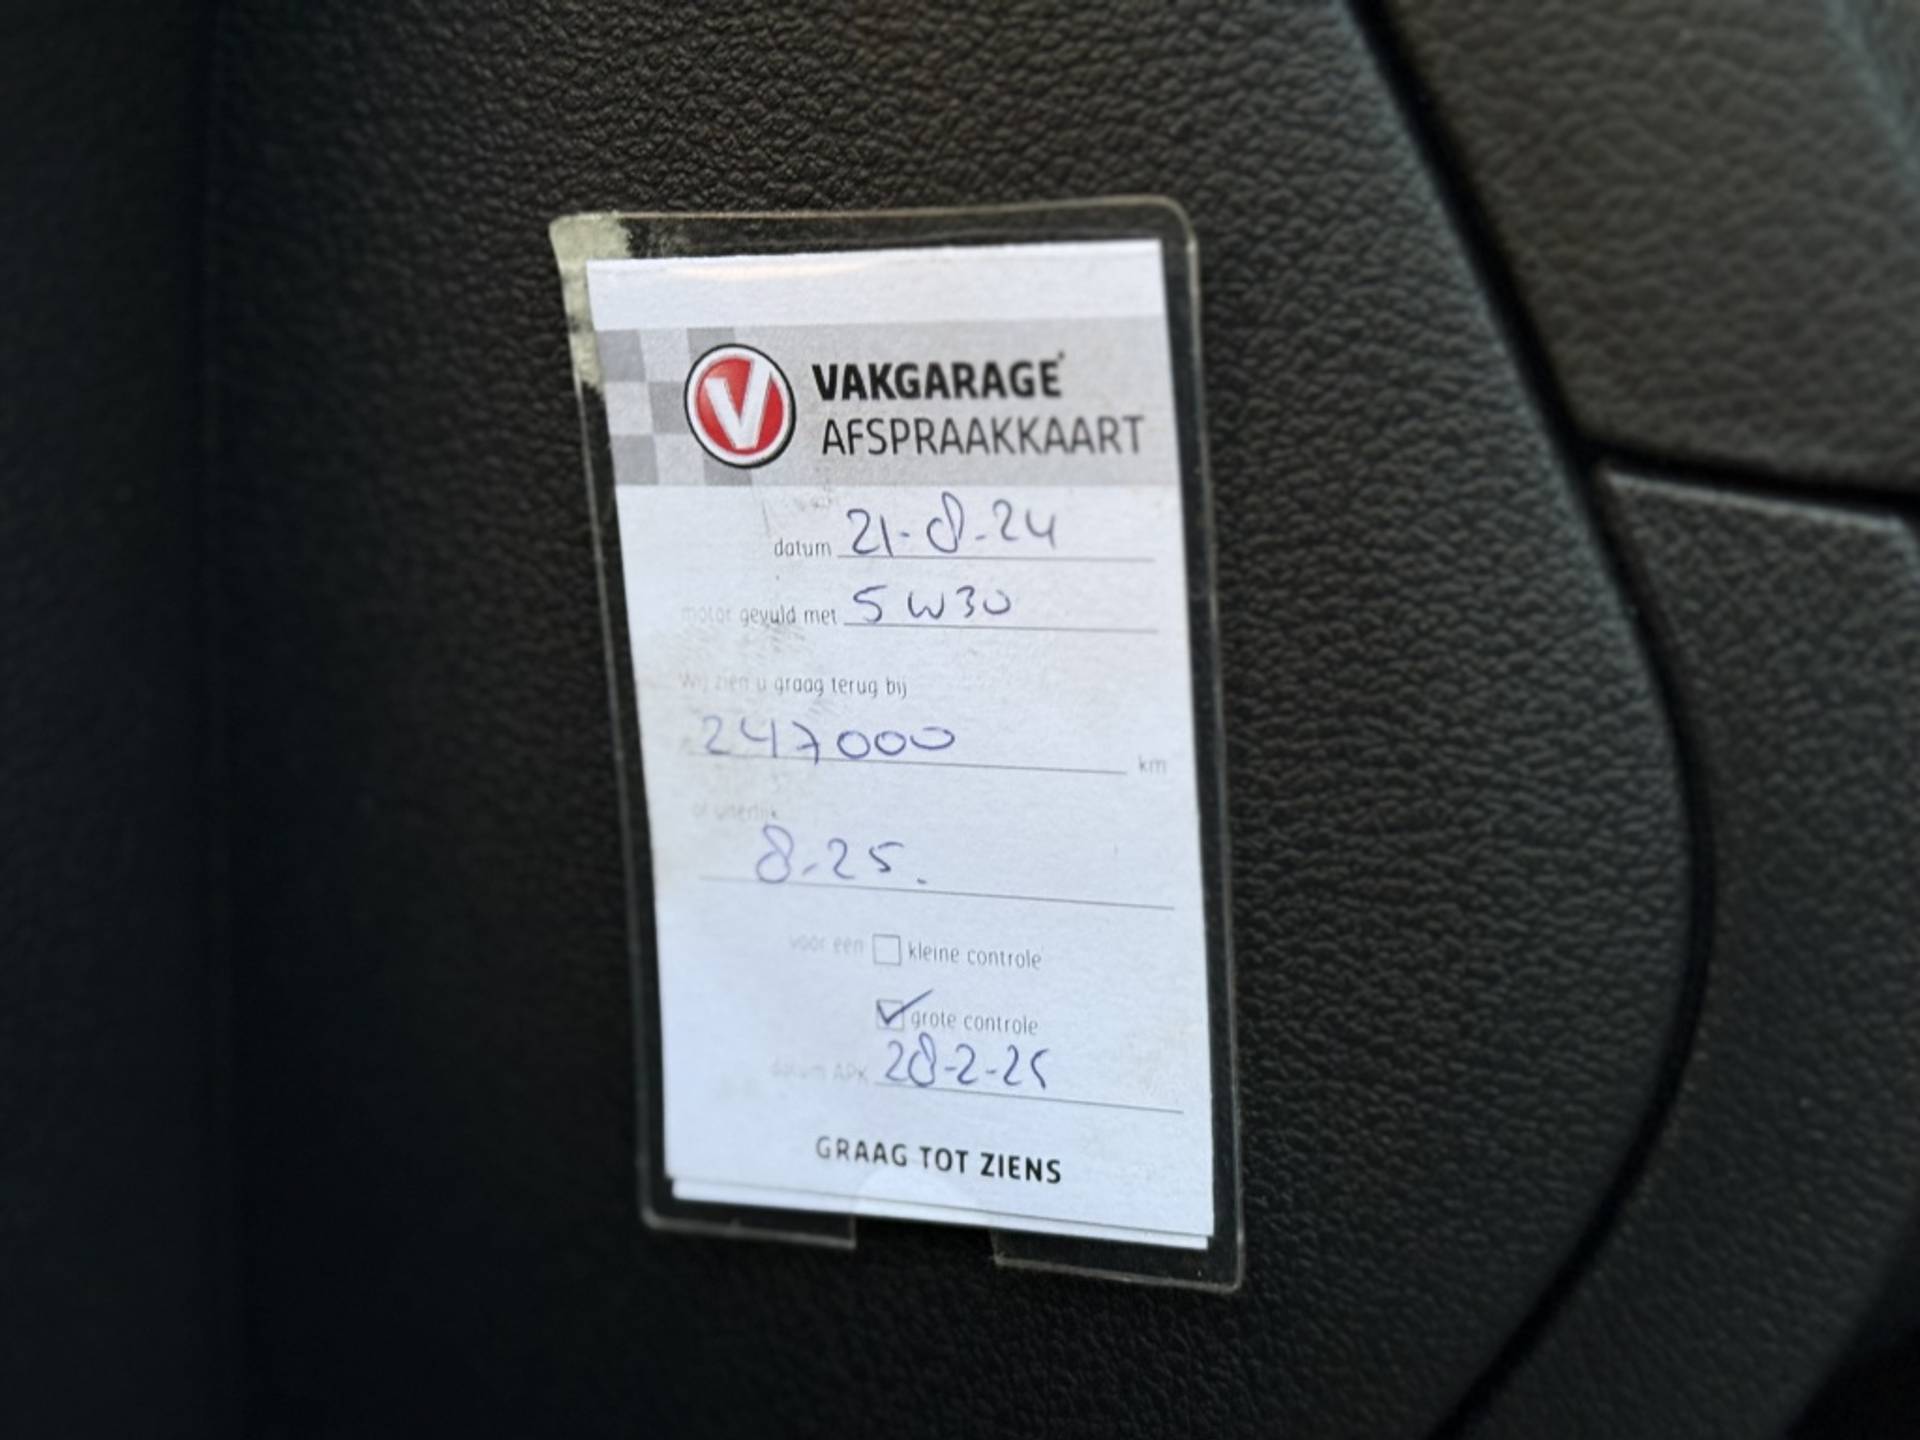 V VAKGARAGE
AFSPRAAKKAART
datum 21-8-24
motor gevuld met 5W30
Wij zien u graag terug bij
247000 km
of uiterlijk
8-25.
voor een kleine controle
grote controle
datum APK 28-2-25
GRAAG TOT ZIENS